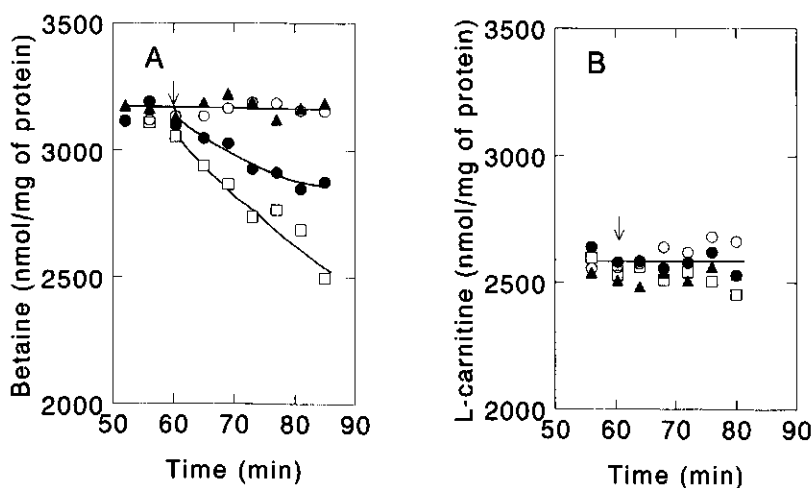 A
Betaine (nmol/mg of protein)
3500
3000
2500
2000
50 60 70 80 90
Time (min)
B
L-carnitine (nmol/mg of protein)
3500
3000
2500
2000
50 60 70 80 90
Time (min)